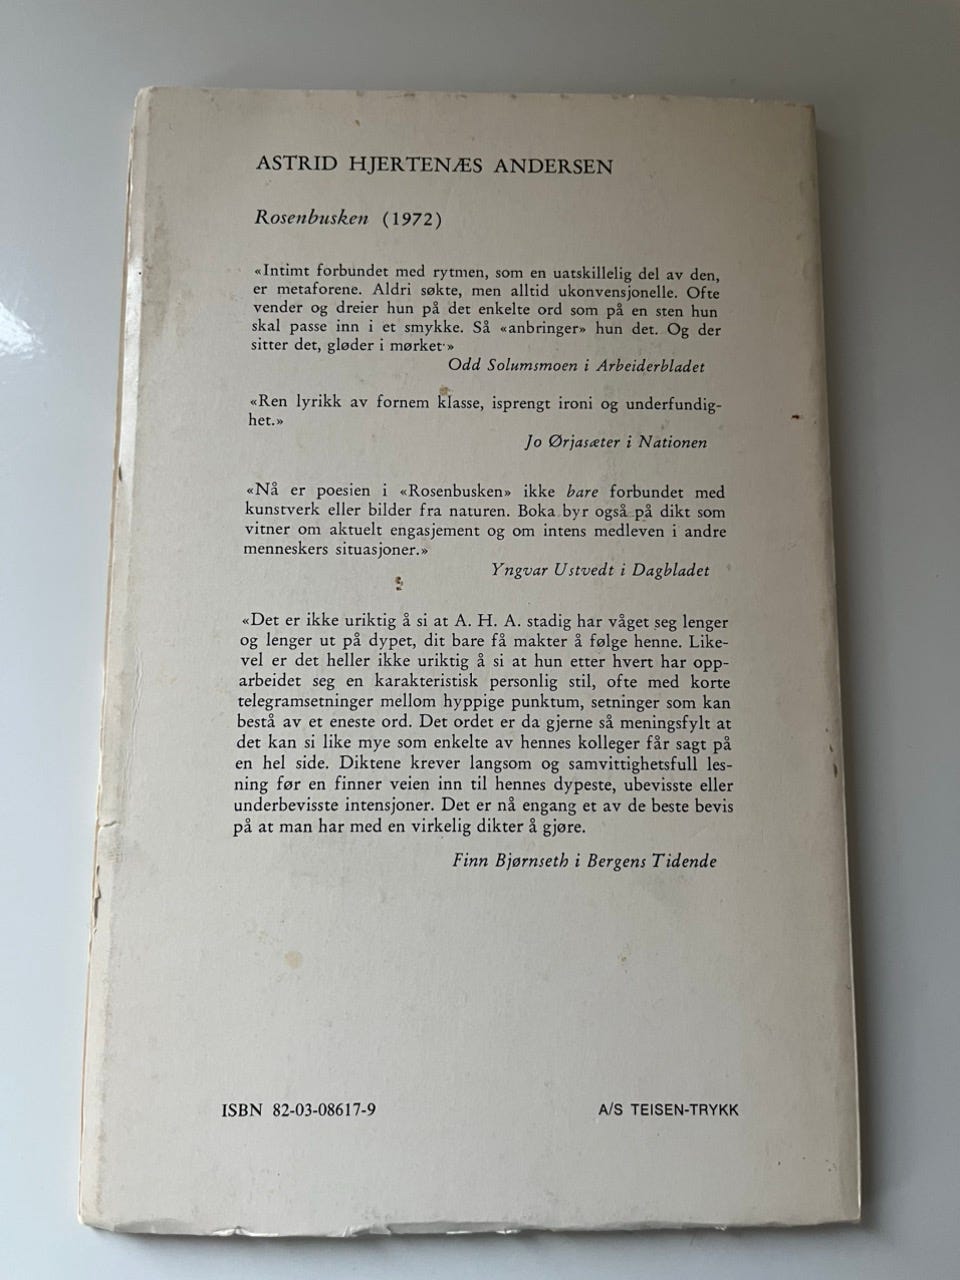 ASTRID HJERTENÆS ANDERSEN
Rosenbusken (1972)
«Intimt forbundet med rytmen, som en uatskillelig del av den,
er metaforene. Aldri søkte, men alltid ukonvensjonelle. Ofte
vender og dreier hun på det enkelte ord som på en sten hun
skal passe inn i et smykke. Så «anbringer» hun det. Og der
sitter det, gløder i mørket.»
Odd Solumsmoen i Arbeiderbladet
«Ren lyrikk av fornem klasse, isprengt ironi og underfundig-
het.»
Jo Ørjasæter i Nationen
«Nå er poesien i «Rosenbusken» ikke bare forbundet med
kunstverk eller bilder fra naturen. Boka byr også på dikt som
vitner om aktuelt engasjement og om intens medleven i andre
menneskers situasjoner.»
Yngvar Ustvedt i Dagbladet
«Det er ikke uriktig å si at A. H. A. stadig har våget seg lenger
og lenger ut på dypet, dit bare få makter å følge henne. Like-
vel er det heller ikke uriktig å si at hun etter hvert har opp-
arbeidet seg en karakteristisk personlig stil, ofte med korte
telegramsetninger mellom hyppige punktum, setninger som kan
bestå av et eneste ord. Det ordet er da gjerne så meningsfylt at
det kan si like mye som enkelte av hennes kolleger får sagt på
en hel side. Diktene krever langsom og samvittighetsfull les-
ning før en finner veien inn til hennes dypeste, ubevisste eller
underbevisste intensjoner. Det er nå engang et av de beste bevis
på at man har med en virkelig dikter å gjøre.
Finn Bjørnseth i Bergens Tidende
ISBN 82-03-08617-9
A/S TEISEN-TRYKK